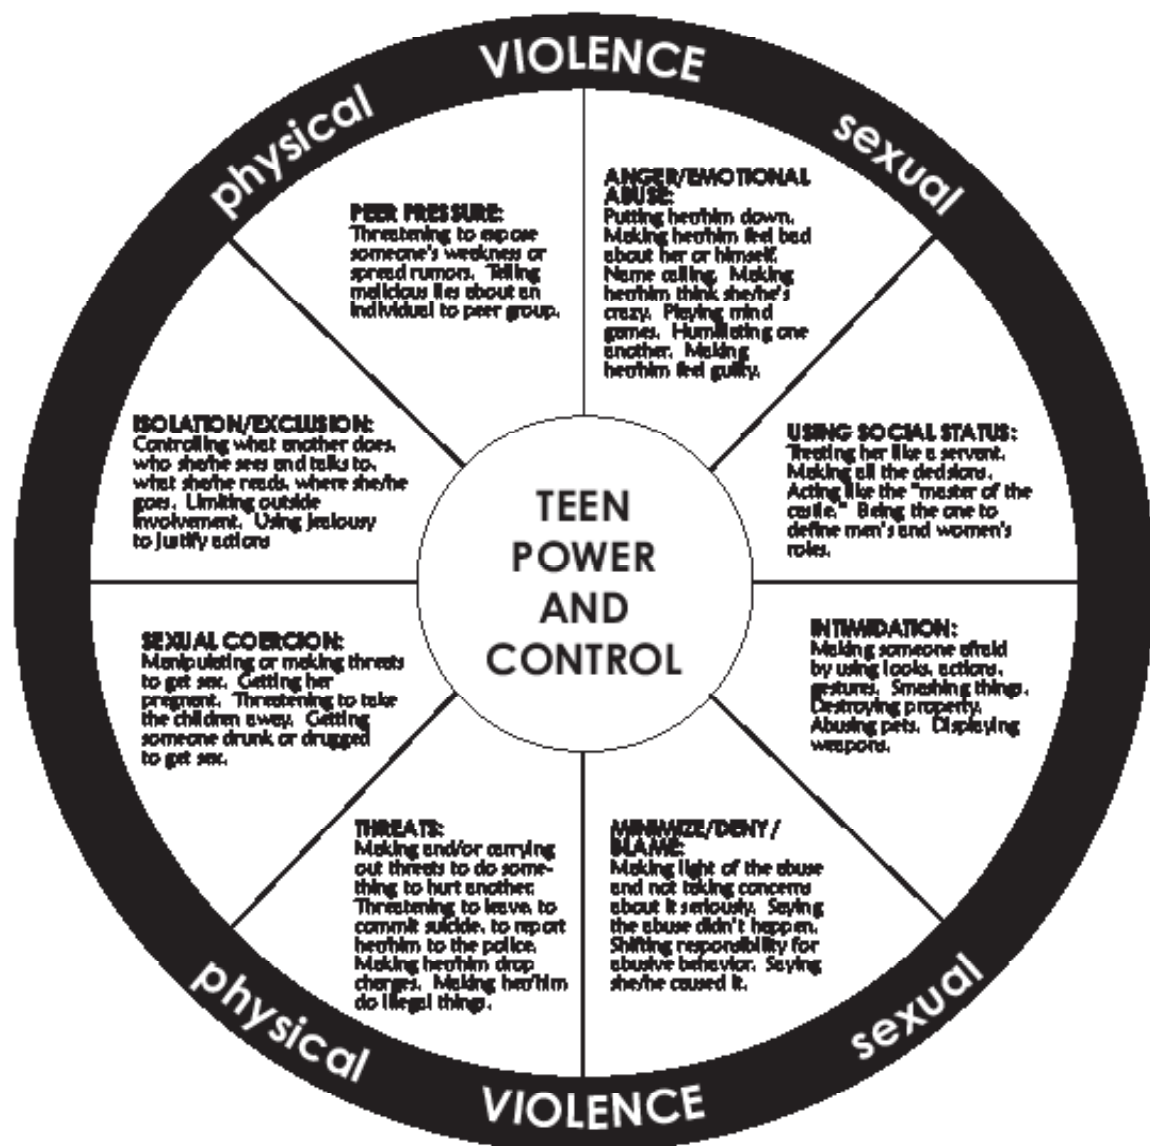 VIOLENCE
physical
sexual
PEER PRESSURE:
Threatening to expose
someone's weakness or
spread rumors. Telling
malicious lies about an
individual to peer group.
ANGER/EMOTIONAL
ABUSE:
Putting her/him down.
Making her/him feel bad
about her or himself.
Name calling. Making
her/him think she/he's
crazy. Playing mind
games. Humiliating one
another. Making
her/him feel guilty.
ISOLATION/EXCLUSION:
Controlling what another does,
who she/he sees and talks to,
what she/he reads, where she/he
goes. Limiting outside
involvement. Using jealousy
to justify actions
USING SOCIAL STATUS:
Treating her like a servant.
Making all the decisions.
Acting like the "master of the
castle." Being the one to
define men's and women's
roles.
TEEN
POWER
AND
CONTROL
SEXUAL COERCION:
Manipulating or making threats
to get sex. Getting her
pregnant. Threatening to take
the children away. Getting
someone drunk or drugged
to get sex.
INTIMIDATION:
Making someone afraid
by using looks, actions,
gestures. Smashing things.
Destroying property.
Abusing pets. Displaying
weapons.
THREATS:
Making and/or carrying
out threats to do some-
thing to hurt another.
Threatening to leave, to
commit suicide, to report
her/him to the police.
Making her/him drop
charges. Making her/him
do illegal things.
MINIMIZE/DENY/
BLAME:
Making light of the abuse
and not taking concerns
about it seriously. Saying
the abuse didn't happen.
Shifting responsibility for
abusive behavior. Saying
she/he caused it.
physical
sexual
VIOLENCE